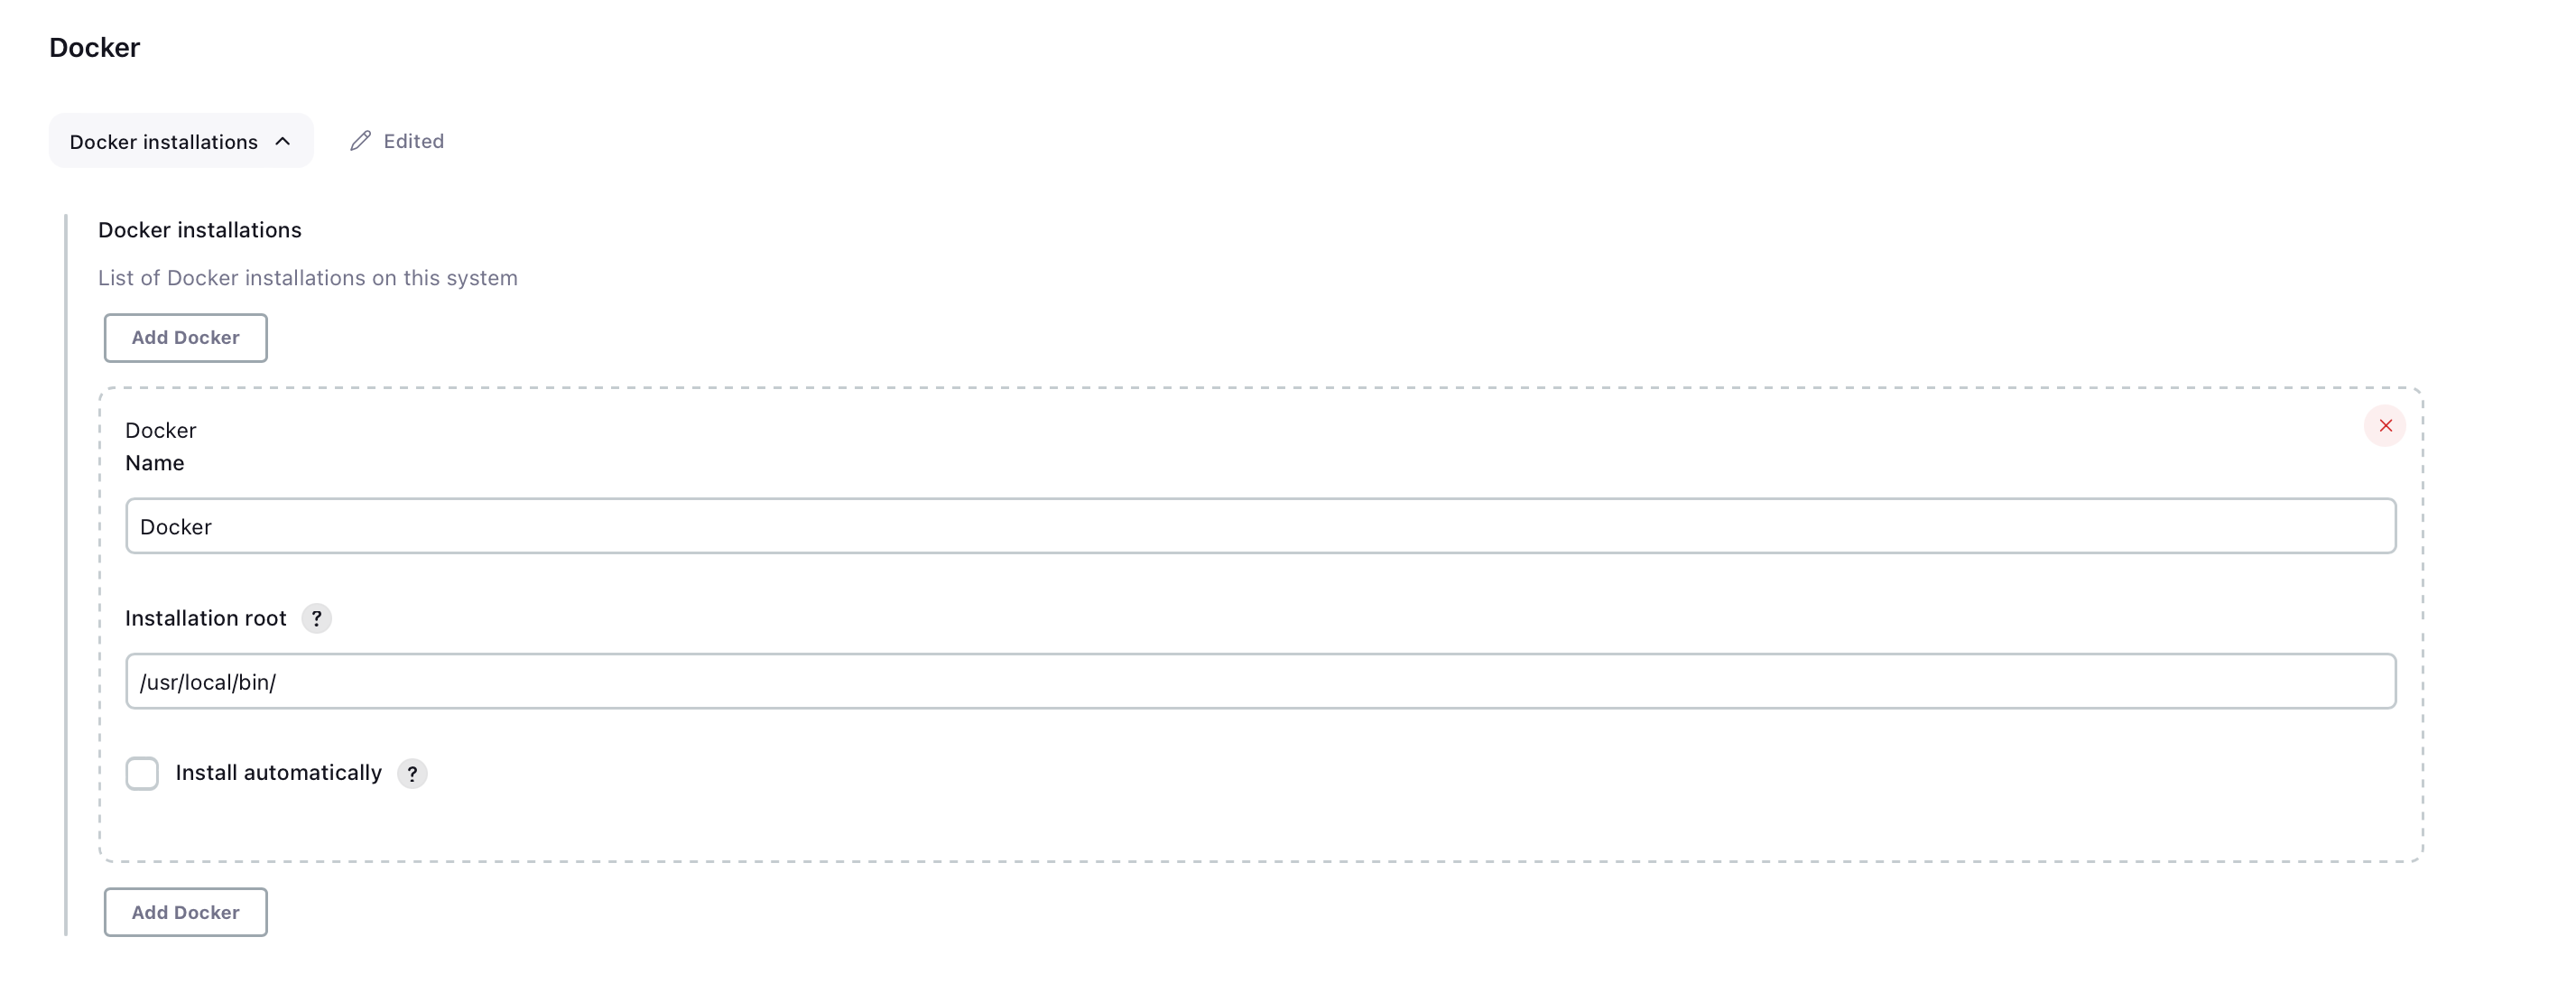 Docker
Docker installations
Edited
Docker installations
List of Docker installations on this system
Add Docker
Docker
Name
Docker
Installation root ?
/usr/local/bin/
Install automatically ?
Add Docker